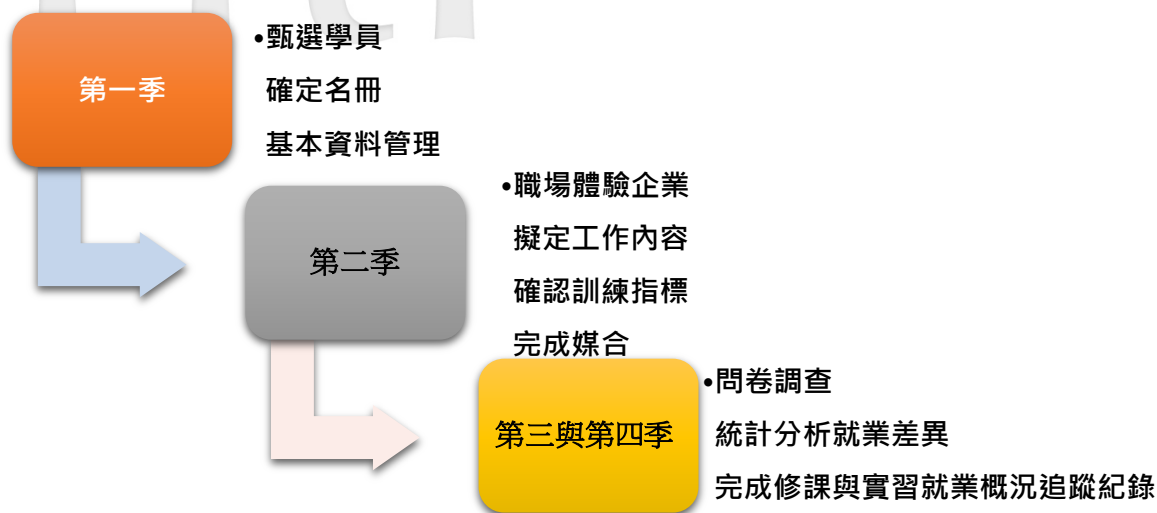 第一季
•甄選學員
確定名冊
基本資料管理
第二季
•職場體驗企業
擬定工作內容
確認訓練指標
完成媒合
第三與第四季
•問卷調查
統計分析就業差異
完成修課與實習就業概況追蹤紀錄